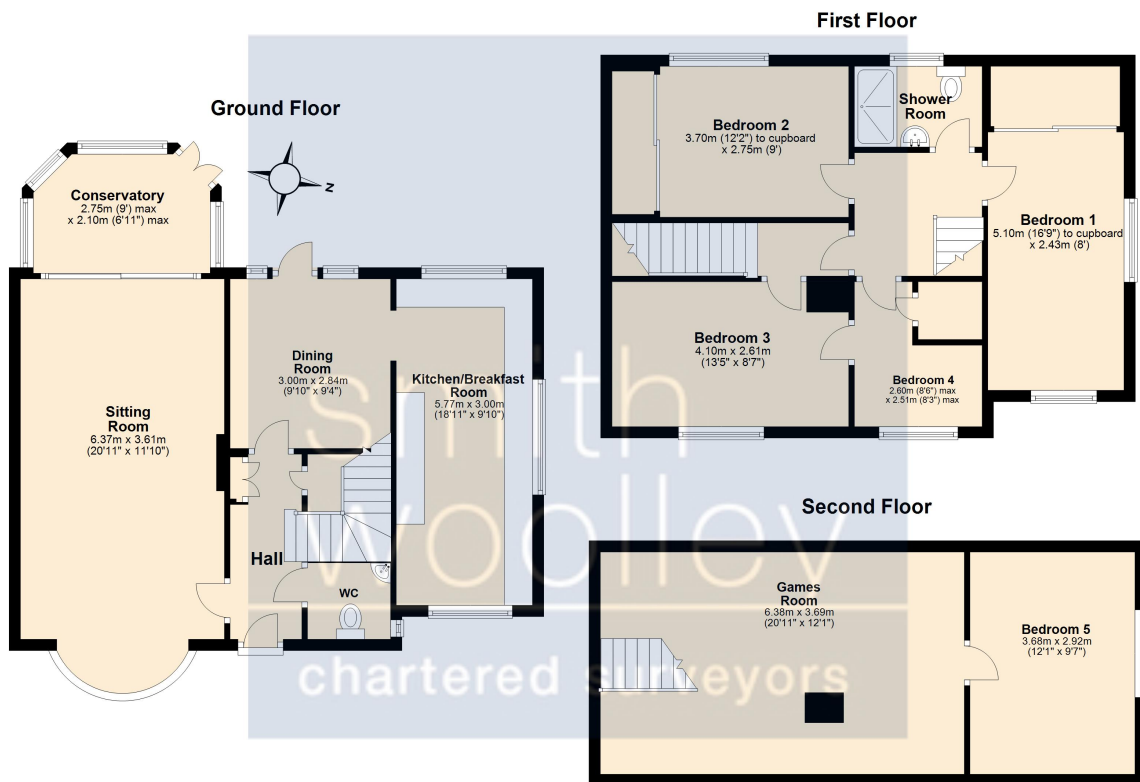 First Floor
Ground Floor
Bedroom 2
3.70m (12'2") to cupboard
x 2.75m (9')
Shower
Room
Bedroom 1
5.10m (16'9") to cupboard
x 2.43m (8')
Conservatory
2.75m (9') max
x 2.10m (6'11") max
N
Dining
Room
3.00m x 2.84m
(9'10" x 9'4")
Kitchen/Breakfast
Room
5.77m x 3.00m
(18'11" x 9'10")
Bedroom 3
4.10m x 2.61m
(13'5" x 8'7")
Bedroom 4
2.60m (8'6") max
x 2.51m (8'3") max
Sitting
Room
6.37m x 3.61m
(20'11" x 11'10")
Hall
WC
Second Floor
Games
Room
6.38m x 3.69m
(20'11" x 12'1")
Bedroom 5
3.68m x 2.92m
(12'1" x 9'7")
smith
woolley
chartered surveyors